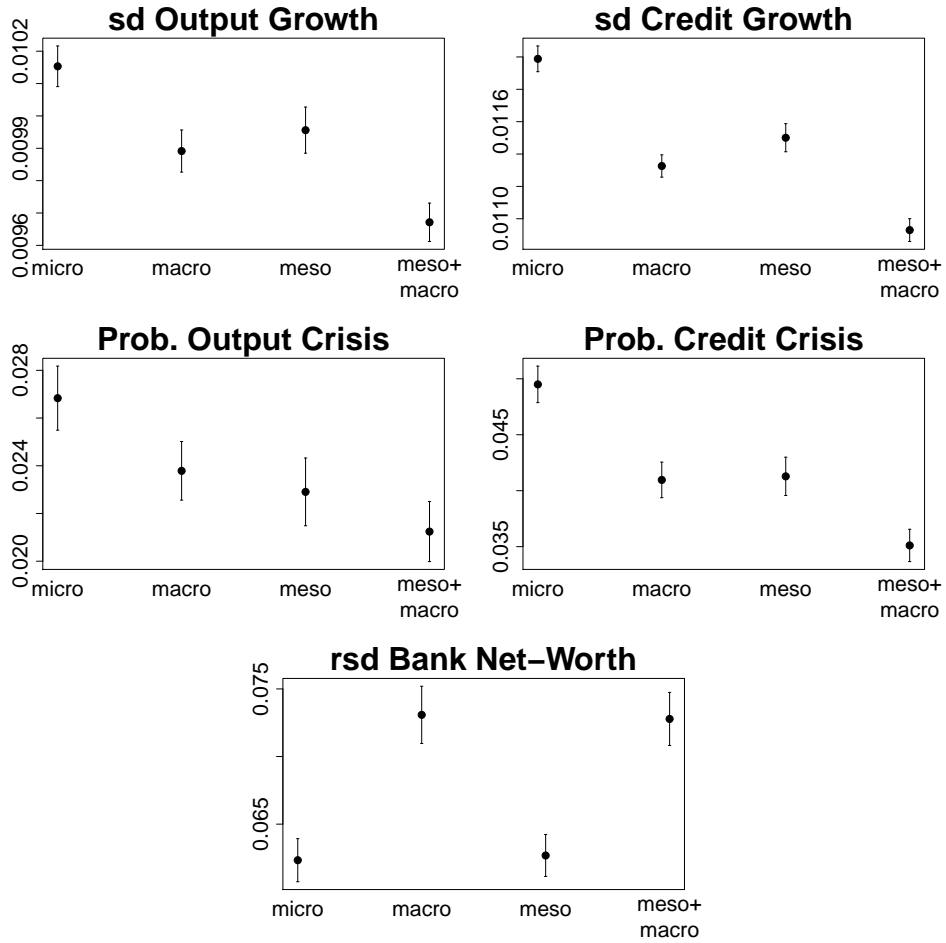 sd Output Growth
0.0102
0.0099
0.0096
micro
macro
meso
meso+
macro
sd Credit Growth
0.0116
0.0110
micro
macro
meso
meso+
macro
Prob. Output Crisis
0.028
0.024
0.020
micro
macro
meso
meso+
macro
Prob. Credit Crisis
0.045
0.035
micro
macro
meso
meso+
macro
rsd Bank Net−Worth
0.075
0.065
micro
macro
meso
meso+
macro